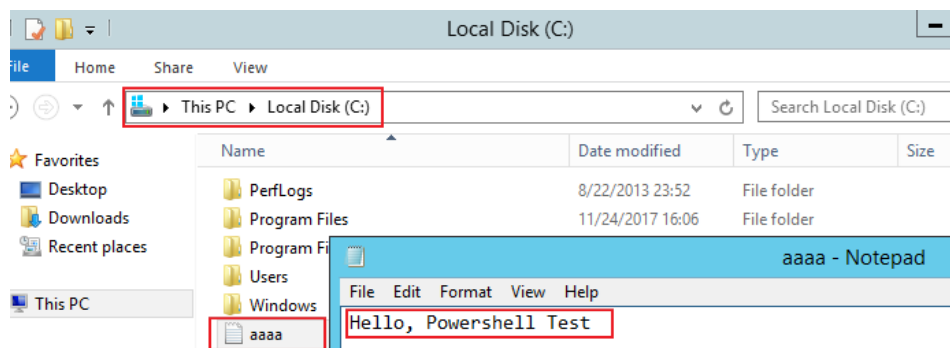 Local Disk (C:)
File Home Share View
This PC Local Disk (C:) Search Local Disk (C:)
Name Date modified Type Size
Favorites
Desktop PerfLogs 8/22/2013 23:52 File folder
Downloads Program Files 11/24/2017 16:06 File folder
Recent places Program Fi
Users aaaa - Notepad
This PC Windows File Edit Format View Help
aaaa Hello, Powershell Test